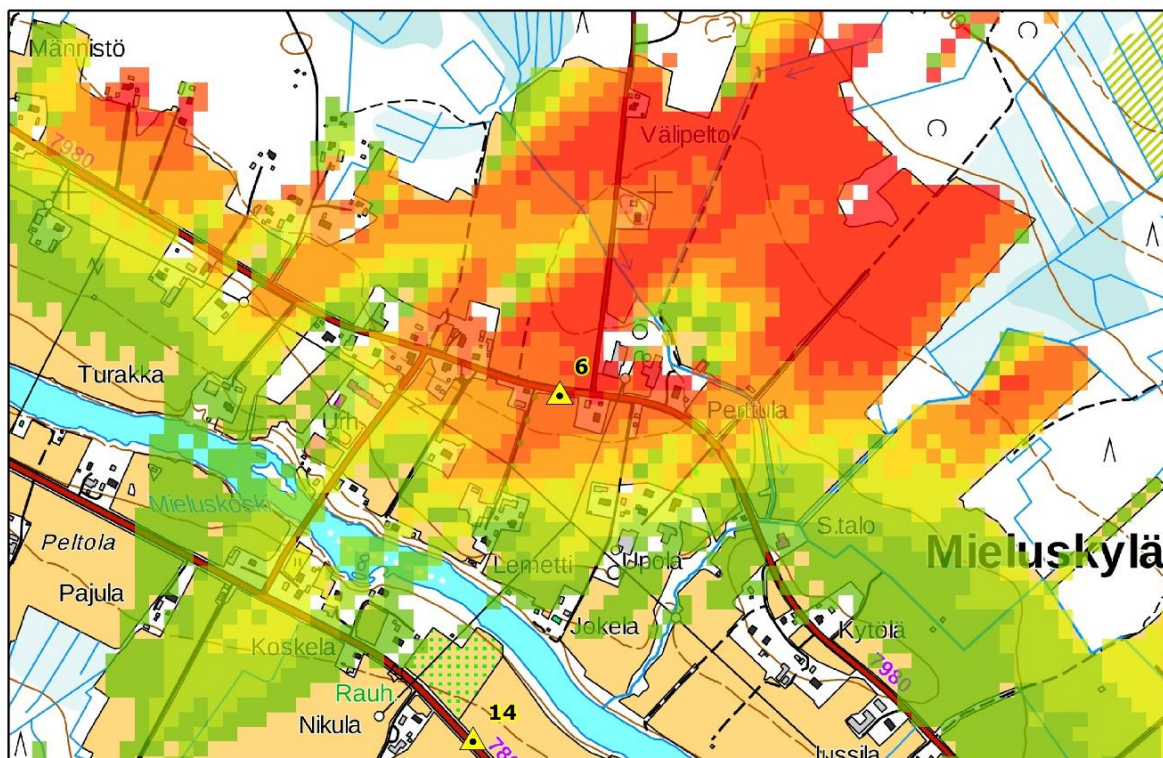 Männistö
7980
Välipelto
6
Turakka
Urh.
Perttula
Mieluskoski
Peltola
S.talo
Lemetti
Upola
Mieluskylä
Pajula
Jokela
Koskela
Kytölä
7980
Rauh.
Nikula
14